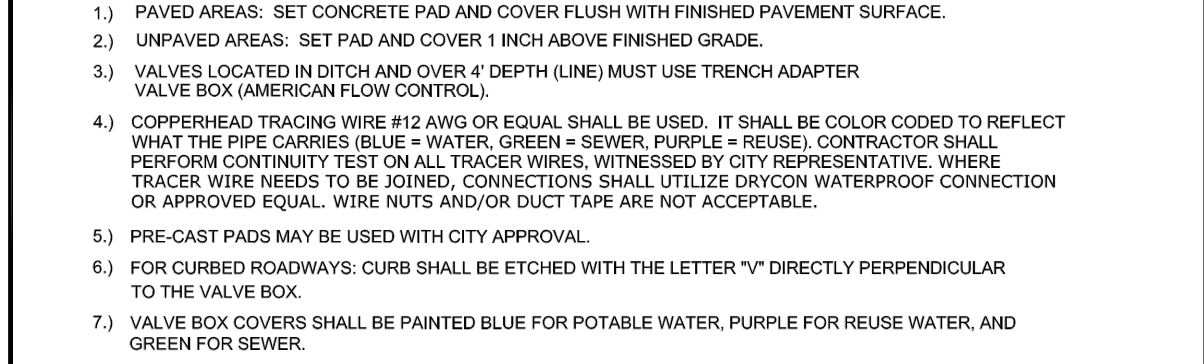 1.) PAVED AREAS: SET CONCRETE PAD AND COVER FLUSH WITH FINISHED PAVEMENT SURFACE.
2.) UNPAVED AREAS: SET PAD AND COVER 1 INCH ABOVE FINISHED GRADE.
3.) VALVES LOCATED IN DITCH AND OVER 4' DEPTH (LINE) MUST USE TRENCH ADAPTER
VALVE BOX (AMERICAN FLOW CONTROL).
4.) COPPERHEAD TRACING WIRE #12 AWG OR EQUAL SHALL BE USED. IT SHALL BE COLOR CODED TO REFLECT
WHAT THE PIPE CARRIES (BLUE = WATER, GREEN = SEWER, PURPLE = REUSE). CONTRACTOR SHALL
PERFORM CONTINUITY TEST ON ALL TRACER WIRES, WITNESSED BY CITY REPRESENTATIVE. WHERE
TRACER WIRE NEEDS TO BE JOINED, CONNECTIONS SHALL UTILIZE DRYCON WATERPROOF CONNECTION
OR APPROVED EQUAL. WIRE NUTS AND/OR DUCT TAPE ARE NOT ACCEPTABLE.
5.) PRE-CAST PADS MAY BE USED WITH CITY APPROVAL.
6.) FOR CURBED ROADWAYS: CURB SHALL BE ETCHED WITH THE LETTER "V" DIRECTLY PERPENDICULAR
TO THE VALVE BOX.
7.) VALVE BOX COVERS SHALL BE PAINTED BLUE FOR POTABLE WATER, PURPLE FOR REUSE WATER, AND
GREEN FOR SEWER.